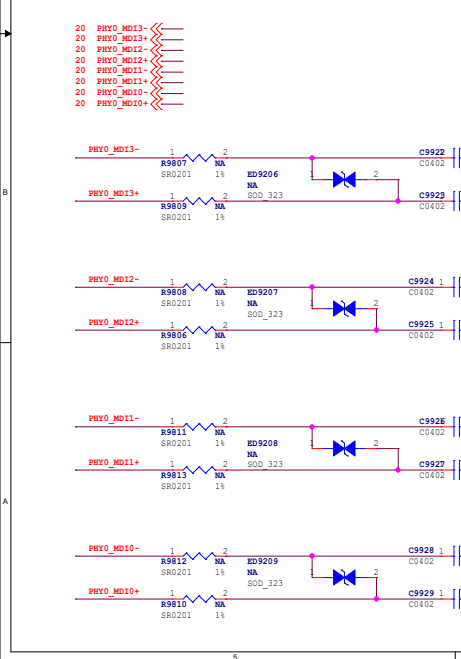 20 PHY0_MDI3-
20 PHY0_MDI3+
20 PHY0_MDI2-
20 PHY0_MDI2+
20 PHY0_MDI1-
20 PHY0_MDI1+
20 PHY0_MDI0-
20 PHY0_MDI0+
PHY0_MDI3- 1 2 C9922 1
R9807 NA C0402
SR0201 1% ED9206 1 2
NA
B PHY0_MDI3+ 1 2 SOD_323 C9923 1
R9809 NA C0402
SR0201 1%
PHY0_MDI2- 1 2 C9924 1
R9808 NA ED9207 C0402
SR0201 1% NA 1 2
SOD_323
PHY0_MDI2+ 1 2 C9925 1
R9806 NA C0402
SR0201 1%
PHY0_MDI1- 1 2 C9926 1
R9811 NA C0402
SR0201 1% ED9208 1 2
NA
PHY0_MDI1+ 1 2 SOD_323 C9927 1
R9813 NA C0402
SR0201 1%
A
PHY0_MDI0- 1 2 C9928 1
R9812 NA ED9209 C0402
SR0201 1% NA 1 2
SOD_323
PHY0_MDI0+ 1 2 C9929 1
R9810 NA C0402
SR0201 1%
5